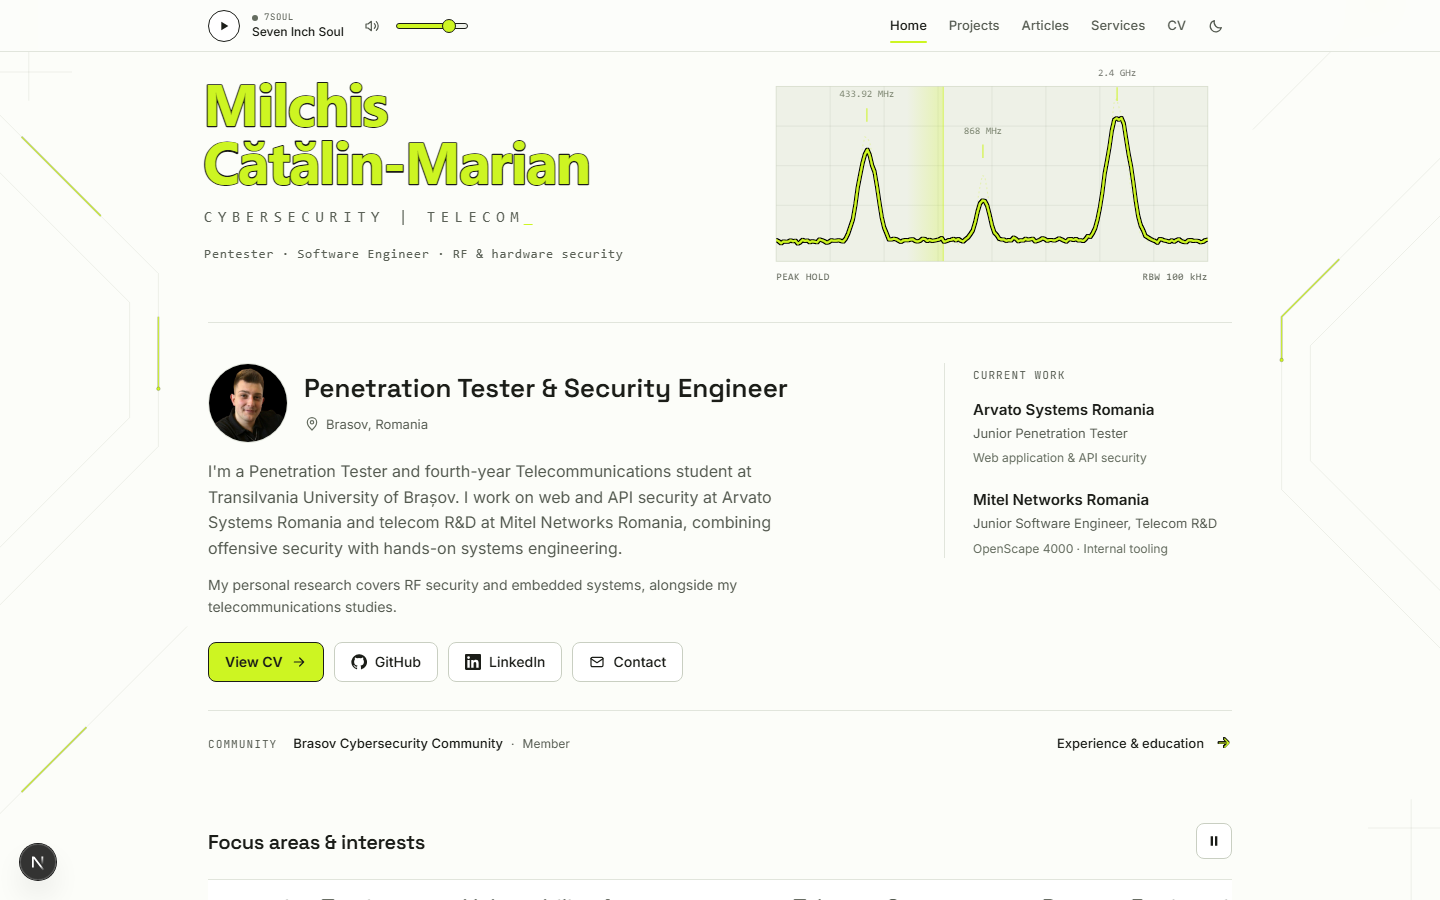 7SOUL
Seven Inch Soul
Home
Projects
Articles
Services
CV
Milchis
Cătălin-Marian
CYBERSECURITY | TELECOM_
Pentester · Software Engineer · RF & hardware security
433.92 MHz
868 MHz
2.4 GHz
PEAK HOLD
RBW 100 kHz
Penetration Tester & Security Engineer
Brasov, Romania
I'm a Penetration Tester and fourth-year Telecommunications student at
Transilvania University of Brașov. I work on web and API security at Arvato
Systems Romania and telecom R&D at Mitel Networks Romania, combining
offensive security with hands-on systems engineering.
My personal research covers RF security and embedded systems, alongside my
telecommunications studies.
View CV
GitHub
LinkedIn
Contact
CURRENT WORK
Arvato Systems Romania
Junior Penetration Tester
Web application & API security
Mitel Networks Romania
Junior Software Engineer, Telecom R&D
OpenScape 4000 · Internal tooling
COMMUNITY
Brasov Cybersecurity Community · Member
Experience & education
Focus areas & interests
N